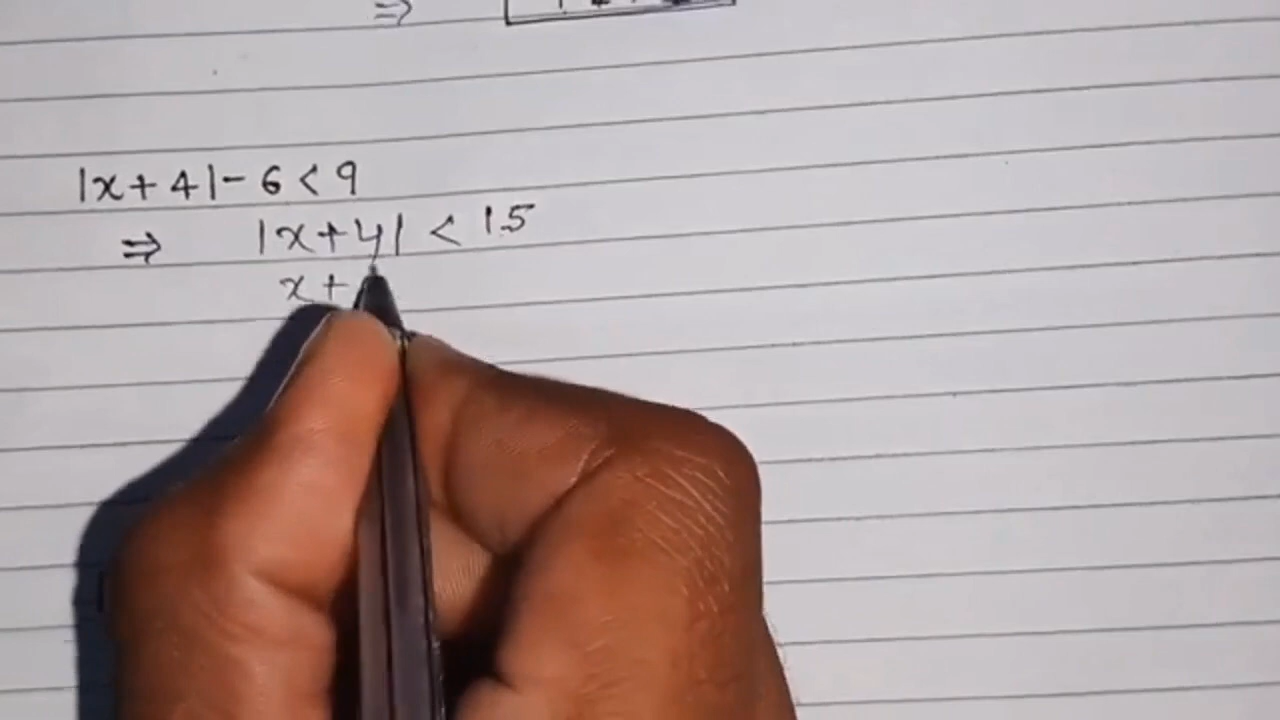 ⇒
|x + 4| - 6 < 9
⇒ |x + 4| < 15
x +